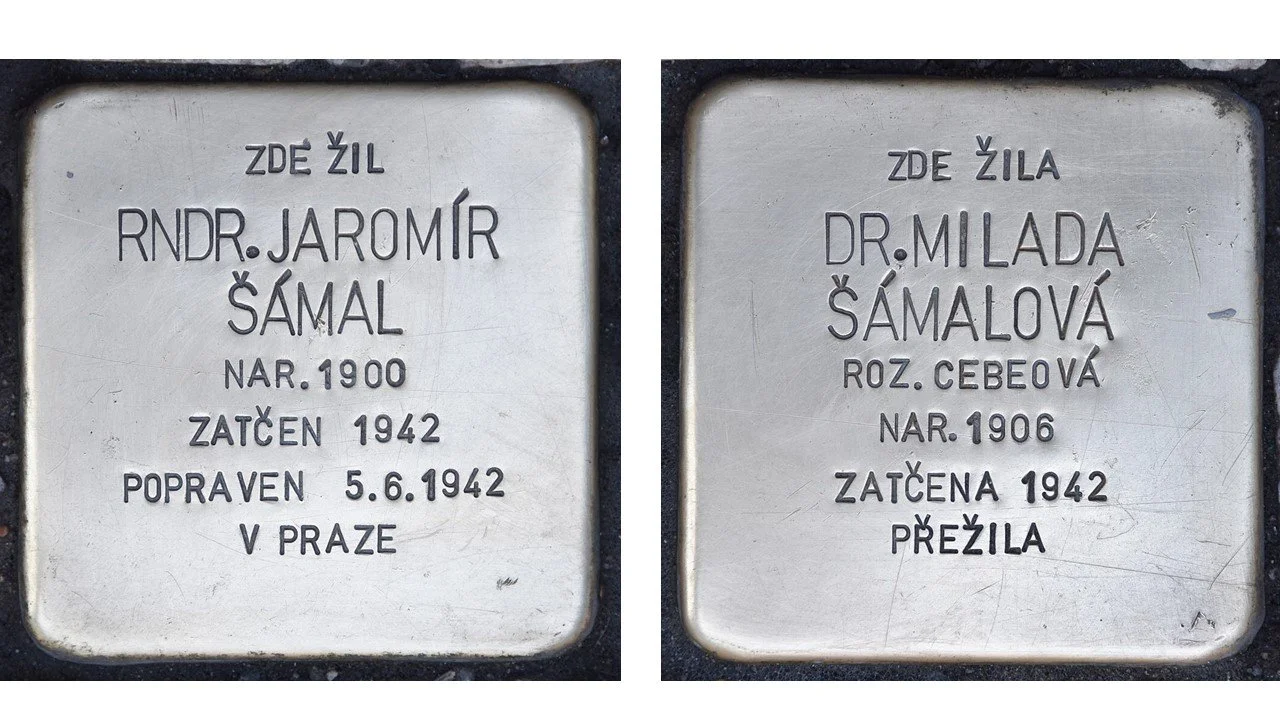 ZDE ŽIL
RNDR. JAROMÍR
ŠÁMAL
NAR. 1900
ZATČEN 1942
POPRAVEN 5.6.1942
V PRAZE
ZDE ŽILA
DR. MILADA
ŠÁMALOVÁ
ROZ. CEBEOVÁ
NAR. 1906
ZATČENA 1942
PŘEŽILA